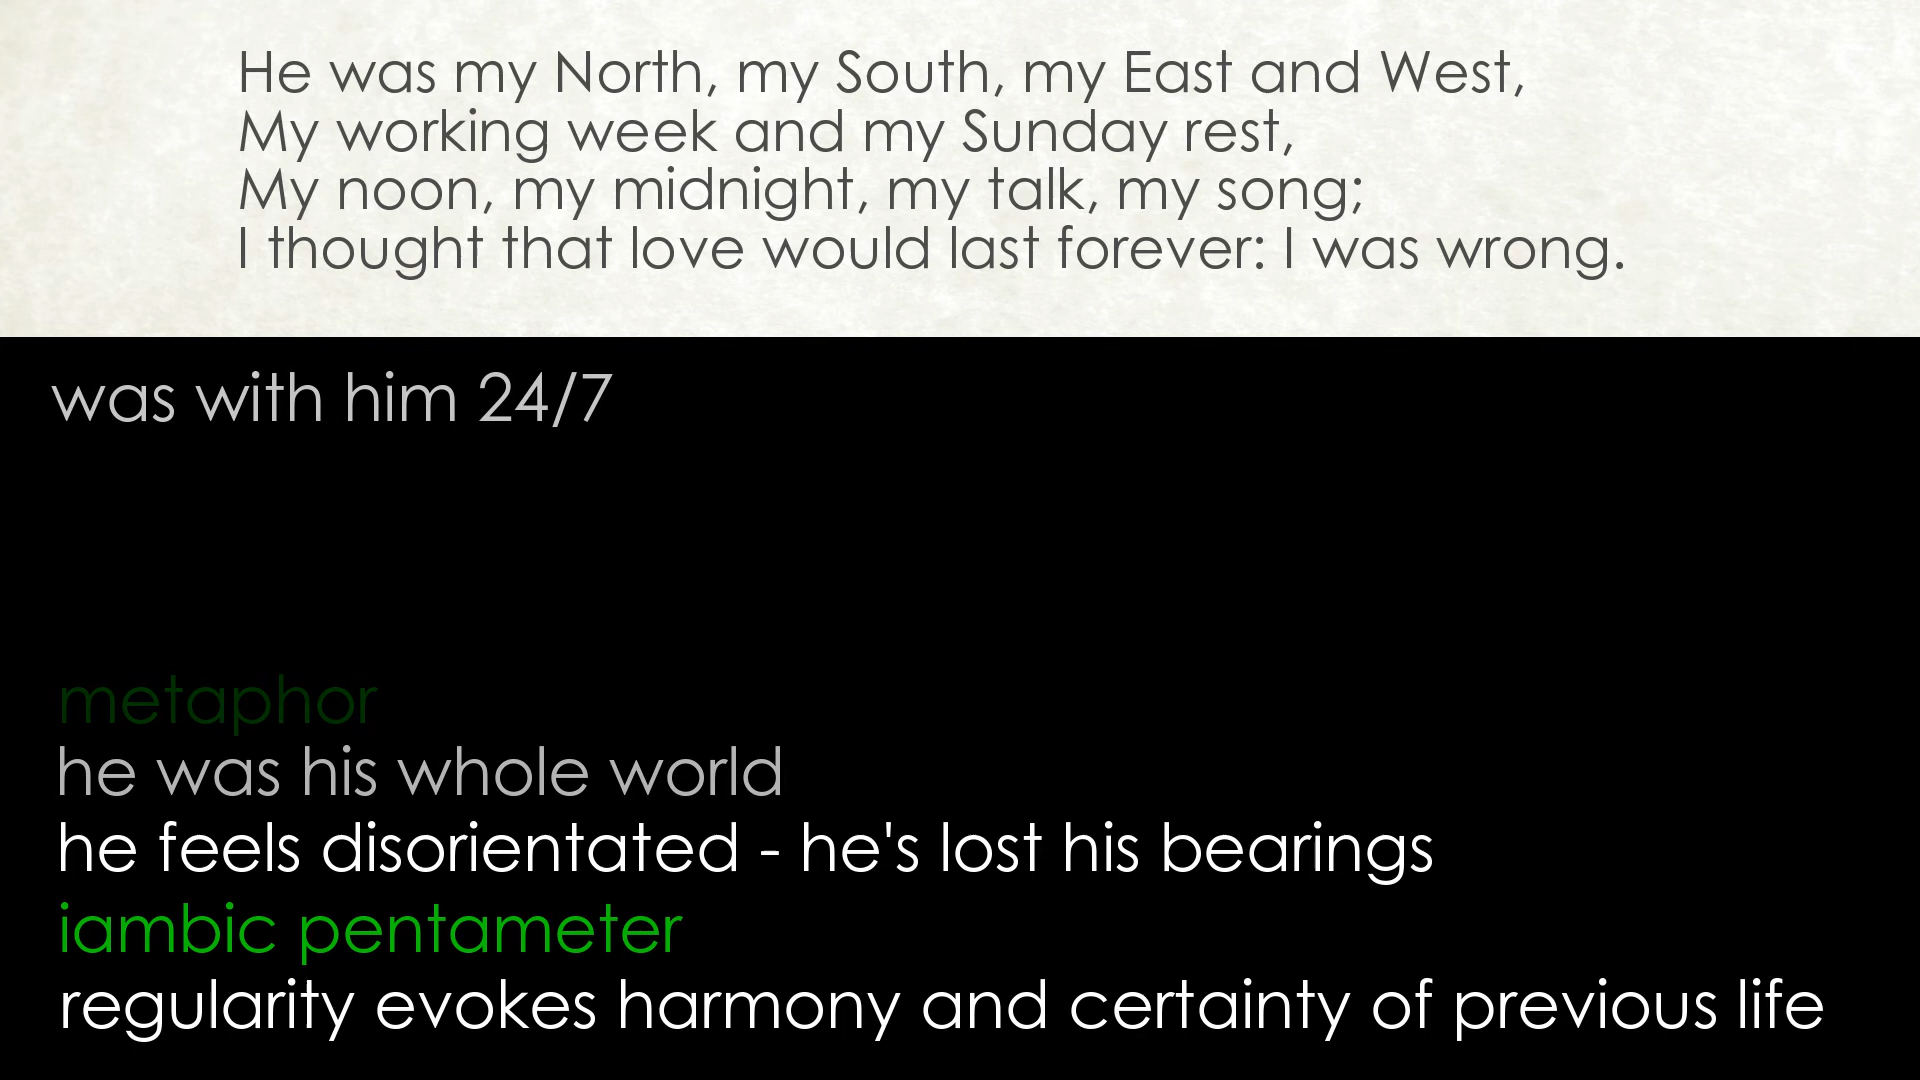 He was my North, my South, my East and West,
My working week and my Sunday rest,
My noon, my midnight, my talk, my song;
I thought that love would last forever: I was wrong.
was with him 24/7
metaphor
he was his whole world
he feels disorientated - he's lost his bearings
iambic pentameter
regularity evokes harmony and certainty of previous life